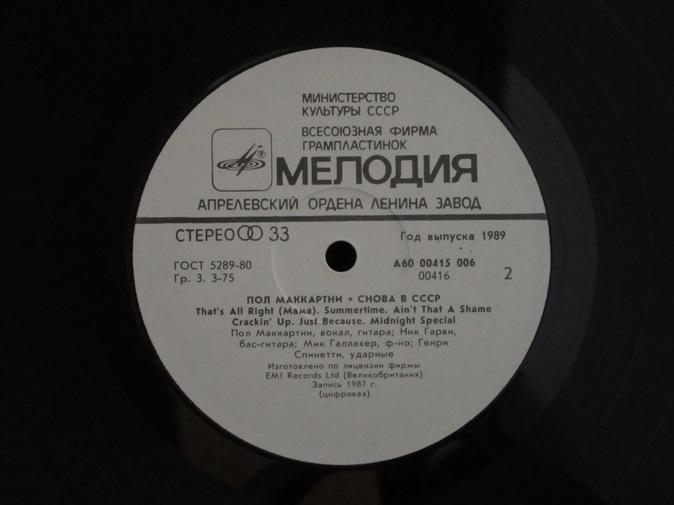 МИНИСТЕРСТВО
КУЛЬТУРЫ СССР
ВСЕСОЮЗНАЯ ФИРМА
ГРАМПЛАСТИНОК
МЕЛОДИЯ
АПРЕЛЕВСКИЙ ОРДЕНА ЛЕНИНА ЗАВОД
СТЕРЕО 33
Год выпуска 1989
ГОСТ 5289-80
А60 00415 006
Гр. 3. 3-75
00416
2
ПОЛ МАККАРТНИ • СНОВА В СССР
That's All Right (Мама). Summertime. Ain't That A Shame
Crackin' Up. Just Because. Midnight Special
Пол Маккартни, вокал, гитара; Ник Гарви,
бас-гитара; Мик Галлахер, ф-но; Генри
Спинетти, ударные
Изготовлено по лицензии фирмы
EMI Records Ltd (Великобритания)
Запись 1987 г.
(цифровая)